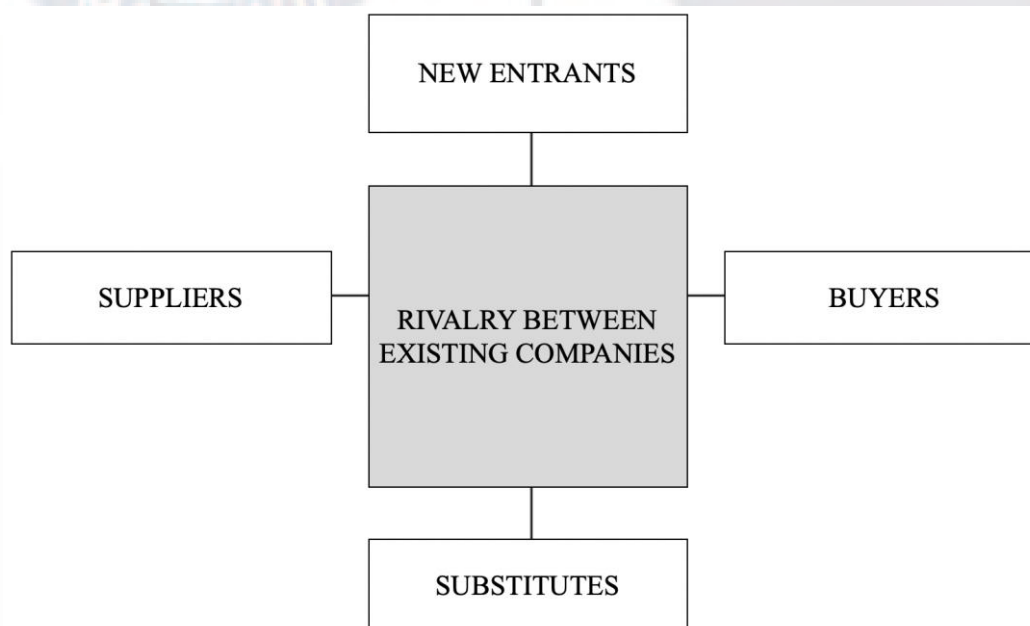 NEW ENTRANTS
SUPPLIERS
RIVALRY BETWEEN
EXISTING COMPANIES
BUYERS
SUBSTITUTES